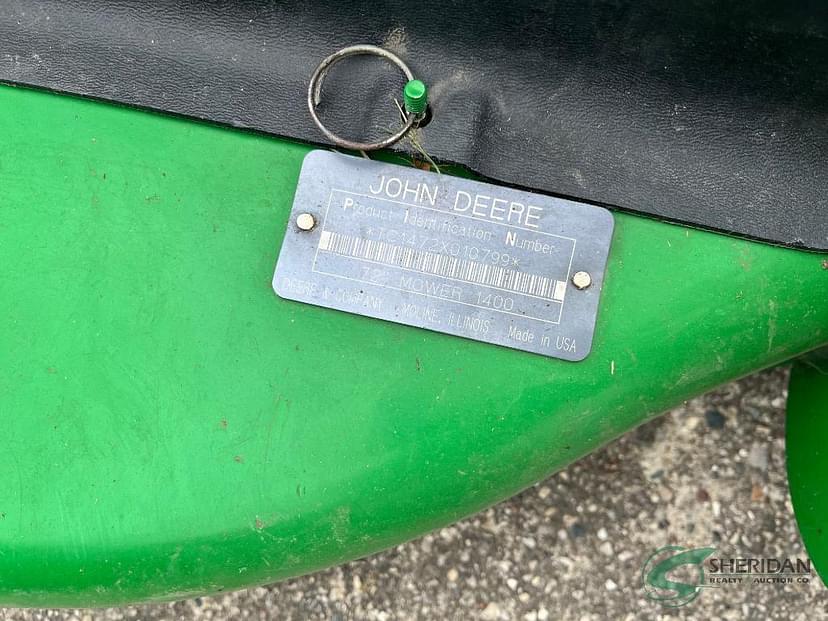 JOHN DEERE
Product Identification Number
*TC1472X010799*
72" MOWER 1400
DEERE & COMPANY MOLINE, ILLINOIS Made in USA
SHERIDAN
REALTY AUCTION CO